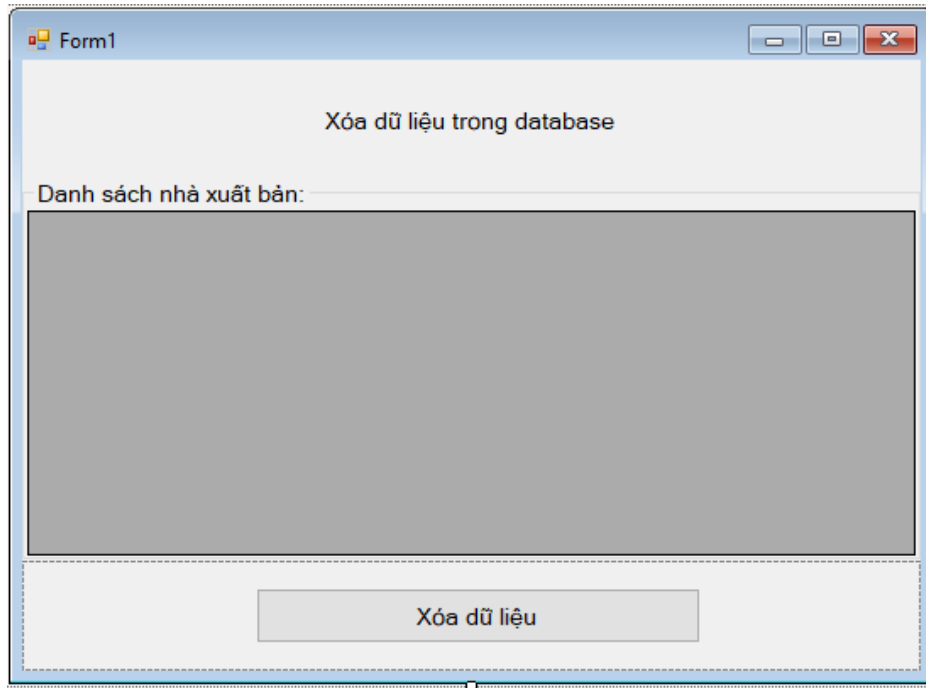 Form1
Xóa dữ liệu trong database
Danh sách nhà xuất bản:
Xóa dữ liệu